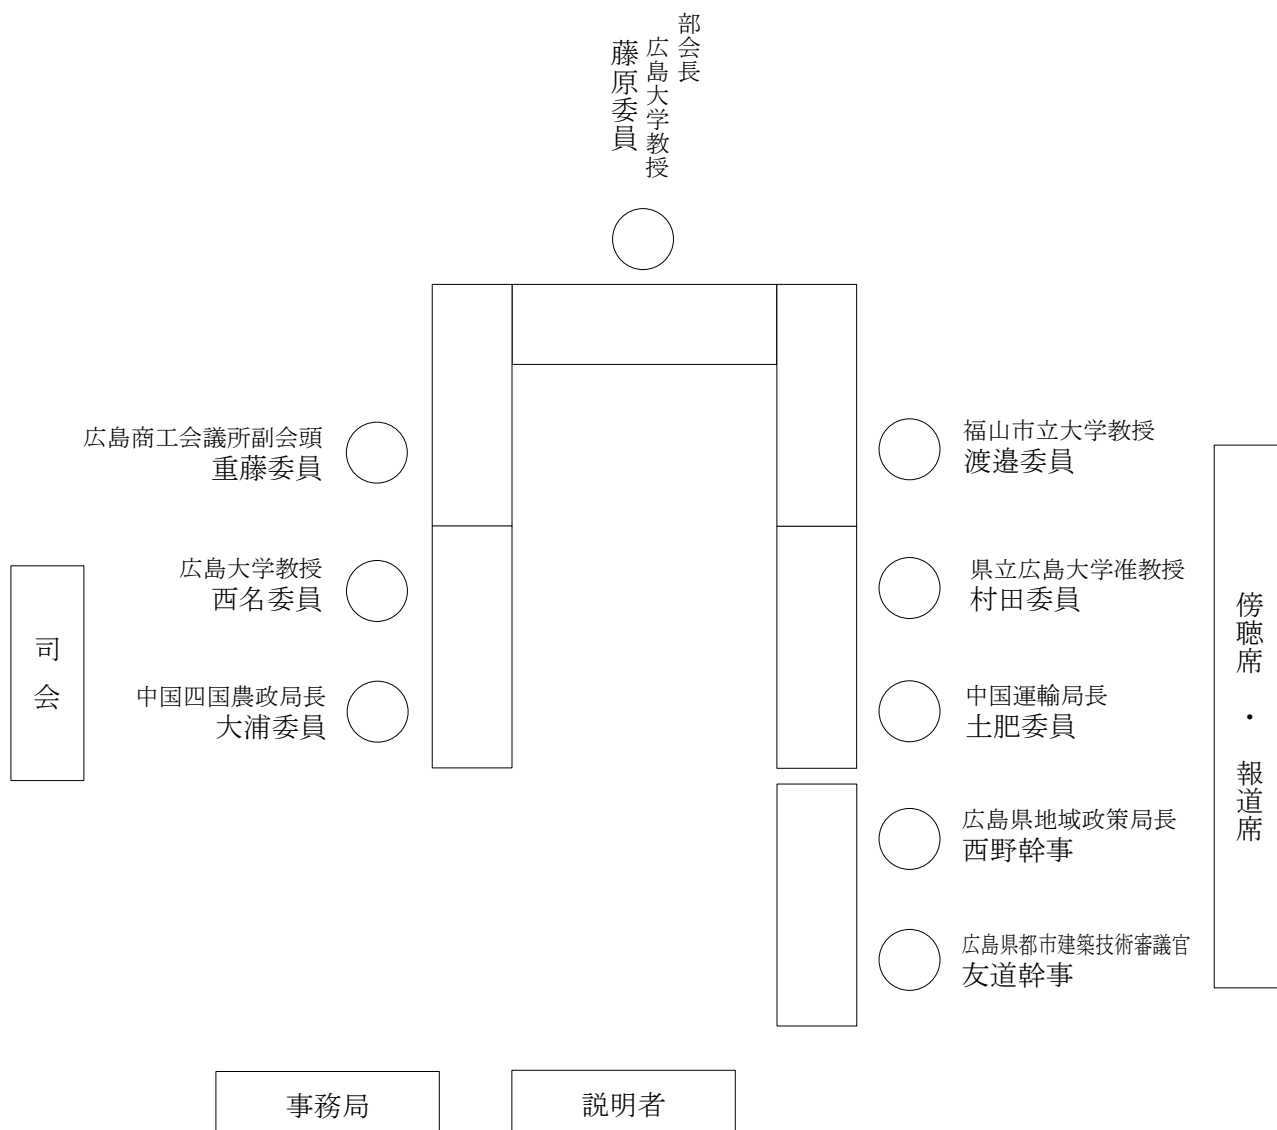 部会長
広島大学教授
藤原委員
広島商工会議所副会頭
重藤委員
福山市立大学教授
渡邉委員
広島大学教授
西名委員
県立広島大学准教授
村田委員
司会
中国四国農政局長
大浦委員
中国運輸局長
土肥委員
傍聴席・報道席
広島県地域政策局長
西野幹事
広島県都市建築技術審議官
友道幹事
事務局
説明者